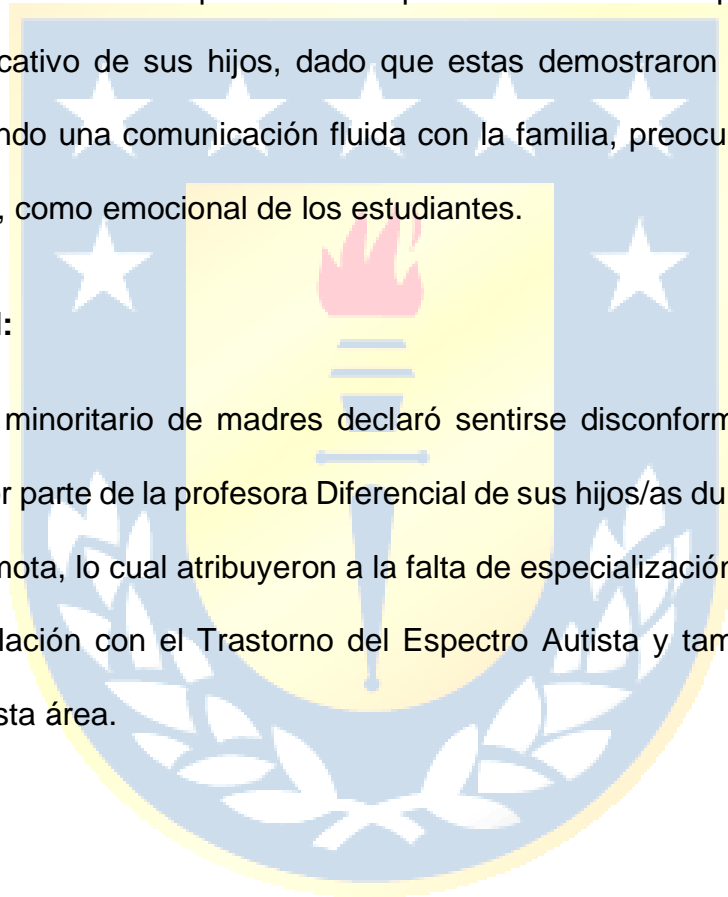 cativo de sus hijos, dado que estas demostraron
ndo una comunicación fluida con la familia, preocu
, como emocional de los estudiantes.
:
minoritario de madres declaró sentirse disconform
r parte de la profesora Diferencial de sus hijos/as du
mota, lo cual atribuyeron a la falta de especialización
lación con el Trastorno del Espectro Autista y tam
sta área.